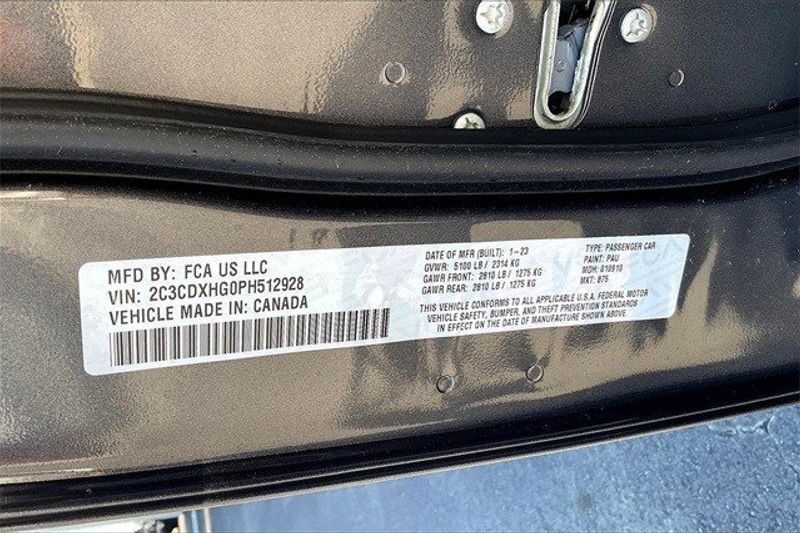 MFD BY: FCA US LLC
VIN: 2C3CDXHG0PH512928
VEHICLE MADE IN: CANADA
DATE OF MFR (BUILT): 1-23
GVWR: 5100 LB / 2314 KG
GAWR FRONT: 2810 LB / 1275 KG
GAWR REAR: 2810 LB / 1275 KG
TYPE: PASSENGER CAR
PAINT: PAU
MDH: 010910
MKT: 875
THIS VEHICLE CONFORMS TO ALL APPLICABLE U.S.A. FEDERAL MOTOR
VEHICLE SAFETY, BUMPER, AND THEFT PREVENTION STANDARDS
IN EFFECT ON THE DATE OF MANUFACTURE SHOWN ABOVE.